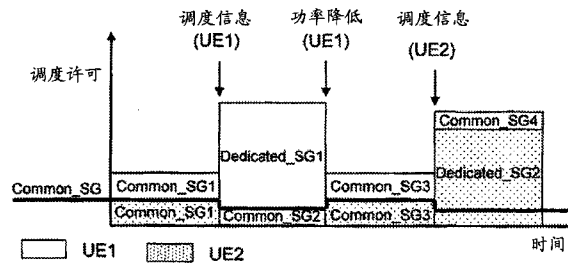 调度信息 功率降低 调度信息
(UE1) (UE1) (UE2)
调度许可
Common_SG4
Dedicated_SG1 Dedicated_SG2
Common_SG Common_SG1 Common_SG3
Common_SG1 Common_SG2 Common_SG3
时间
UE1 UE2